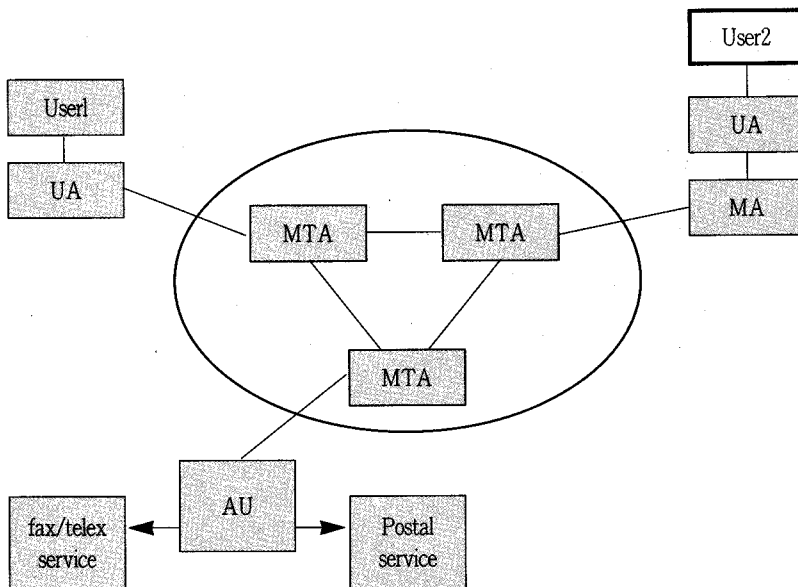 User2
User1
UA
UA
MA
MTA
MTA
MTA
AU
fax/telex
service
Postal
service